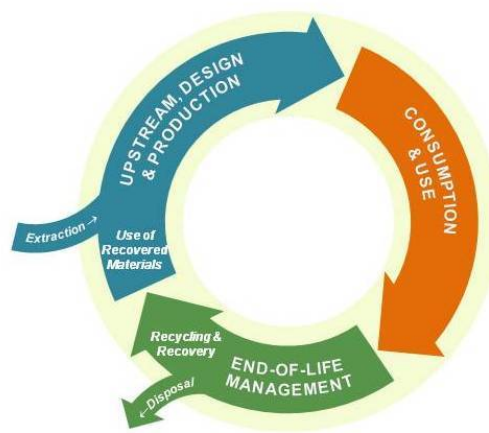 UPSTREAM, DESIGN
& PRODUCTION
CONSUMPTION
& USE
Extraction→
Use of
Recovered
Materials
Recycling &
Recovery
END-OF-LIFE
MANAGEMENT
←Disposal